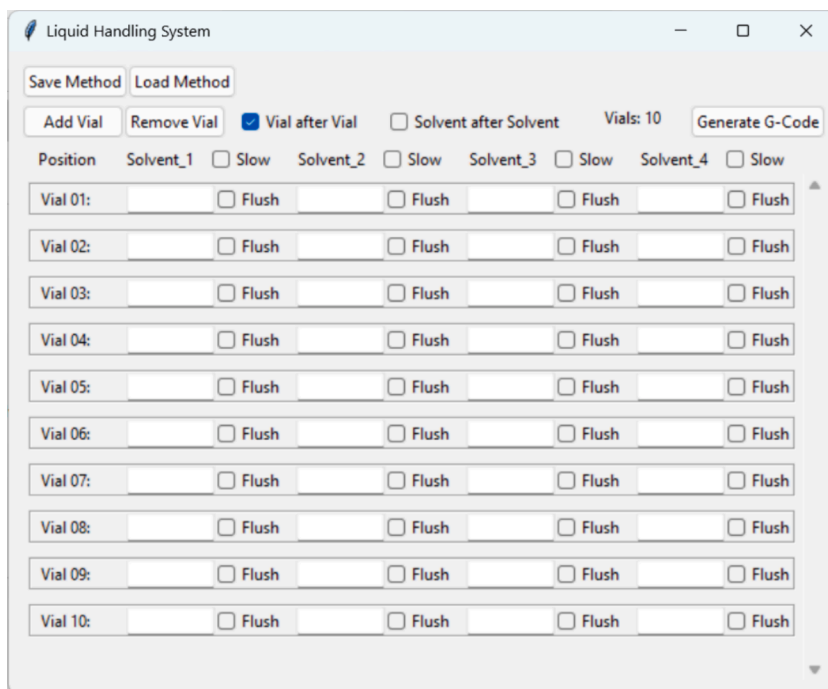 Liquid Handling System
Save Method Load Method
Add Vial Remove Vial Vial after Vial Solvent after Solvent Vials: 10 Generate G-Code
Position Solvent_1 Slow Solvent_2 Slow Solvent_3 Slow Solvent_4 Slow
Vial 01: Flush Flush Flush Flush
Vial 02: Flush Flush Flush Flush
Vial 03: Flush Flush Flush Flush
Vial 04: Flush Flush Flush Flush
Vial 05: Flush Flush Flush Flush
Vial 06: Flush Flush Flush Flush
Vial 07: Flush Flush Flush Flush
Vial 08: Flush Flush Flush Flush
Vial 09: Flush Flush Flush Flush
Vial 10: Flush Flush Flush Flush